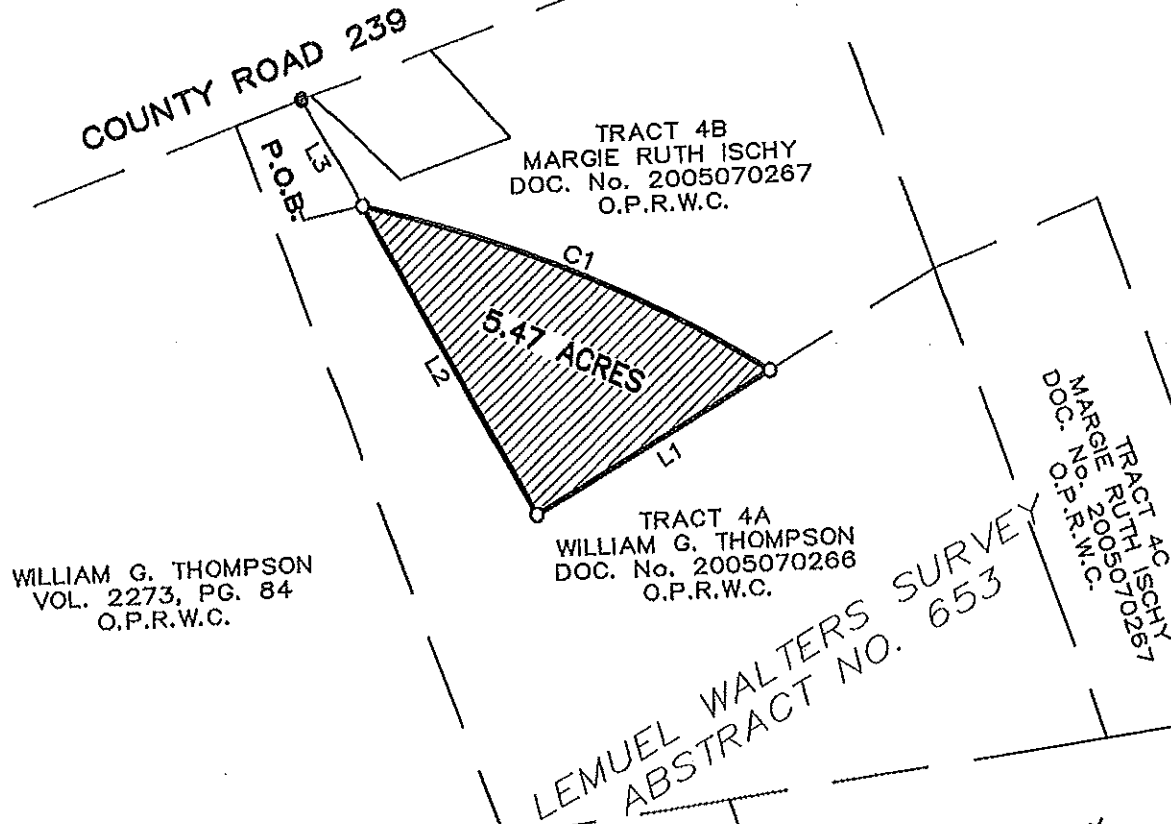 COUNTY ROAD 239
P.O.B.
L3
TRACT 4B
MARGIE RUTH ISCHY
DOC. No. 2005070267
O.P.R.W.C.
C1
5.47 ACRES
L2
L1
TRACT 4A
WILLIAM G. THOMPSON
DOC. No. 2005070266
O.P.R.W.C.
WILLIAM G. THOMPSON
VOL. 2273, PG. 84
O.P.R.W.C.
TRACT 4C
MARGIE RUTH ISCHY
DOC. No. 2005070267
O.P.R.W.C.
LEMUEL WALTERS SURVEY
ABSTRACT NO. 653